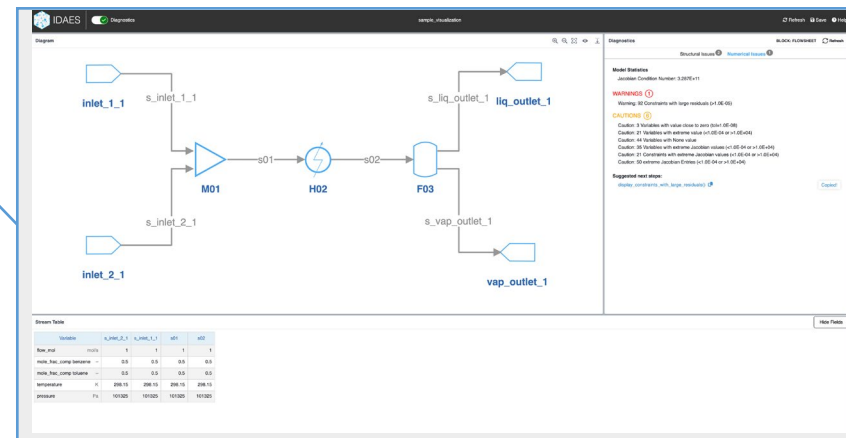 IDAES
Diagnostics
sample_visualization
Refresh Save Help
Diagram
Diagnostics
BLOCK: FLOWSHEET Refresh
Structural Issues Numerical Issues
inlet_1_1
s_inlet_1_1
s_liq_outlet_1
liq_outlet_1
s01
s02
M01
H02
F03
s_inlet_2_1
s_vap_outlet_1
inlet_2_1
vap_outlet_1
Model Statistics
Jacobian Condition Number: 3.287E+11
WARNINGS 1
Warning: 92 Constraints with large residuals (>1.0E-05)
CAUTIONS 6
Caution: 3 Variables with value close to zero (tol=1.0E-08)
Caution: 21 Variables with extreme value (<1.0E-04 or >1.0E+04)
Caution: 44 Variables with None value
Caution: 38 Variables with extreme Jacobian values (<1.0E-04 or >1.0E+04)
Caution: 21 Constraints with extreme Jacobian values (<1.0E-04 or >1.0E+04)
Caution: 30 extreme Jacobian Entries (<1.0E-04 or >1.0E+04)
Suggested next steps:
display_constraints_with_large_residuals()
Copied!
Stream Table
Hide Fields
Variable s_inlet_2_1 s_inlet_1_1 s01 s02
flow_mol mol/s 1 1 1 1
mole_frac_comp benzene – 0.5 0.5 0.5 0.5
mole_frac_comp toluene – 0.5 0.5 0.5 0.5
temperature K 298.15 298.15 298.15 298.15
pressure Pa 101325 101325 101325 101325